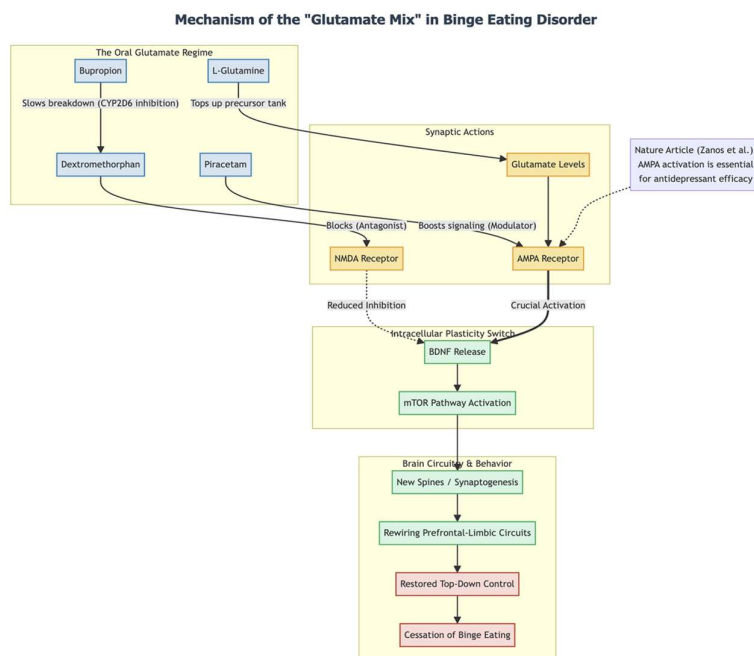 Mechanism of the "Glutamate Mix" in Binge Eating Disorder
The Oral Glutamate Regime
Bupropion
L-Glutamine
Slows breakdown (CYP2D6 inhibition)
Tops up precursor tank
Dextromethorphan
Piracetam
Synaptic Actions
Glutamate Levels
Nature Article (Zanos et al.)
AMPA activation is essential
for antidepressant efficacy
Blocks (Antagonist)
Boosts signaling (Modulator)
NMDA Receptor
AMPA Receptor
Reduced Inhibition
Crucial Activation
Intracellular Plasticity Switch
BDNF Release
mTOR Pathway Activation
Brain Circuitry & Behavior
New Spines / Synaptogenesis
Rewiring Prefrontal-Limbic Circuits
Restored Top-Down Control
Cessation of Binge Eating